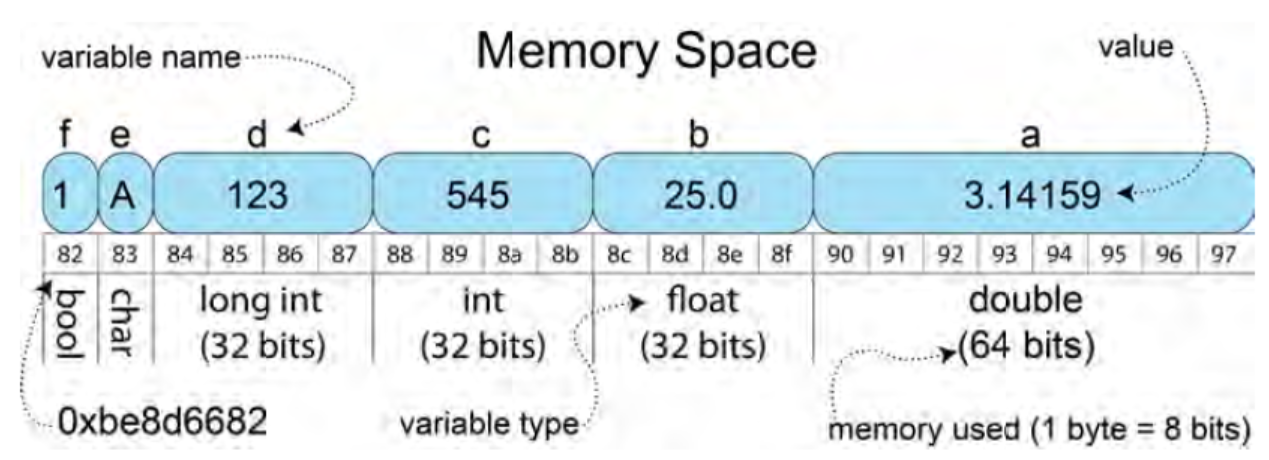 variable name
Memory Space
value
f e d c b a
1 A 123 545 25.0 3.14159
82 83 84 85 86 87 88 89 8a 8b 8c 8d 8e 8f 90 91 92 93 94 95 96 97
bool
char
long int
(32 bits)
int
(32 bits)
float
(32 bits)
double
(64 bits)
0xbe8d6682
variable type
memory used (1 byte = 8 bits)